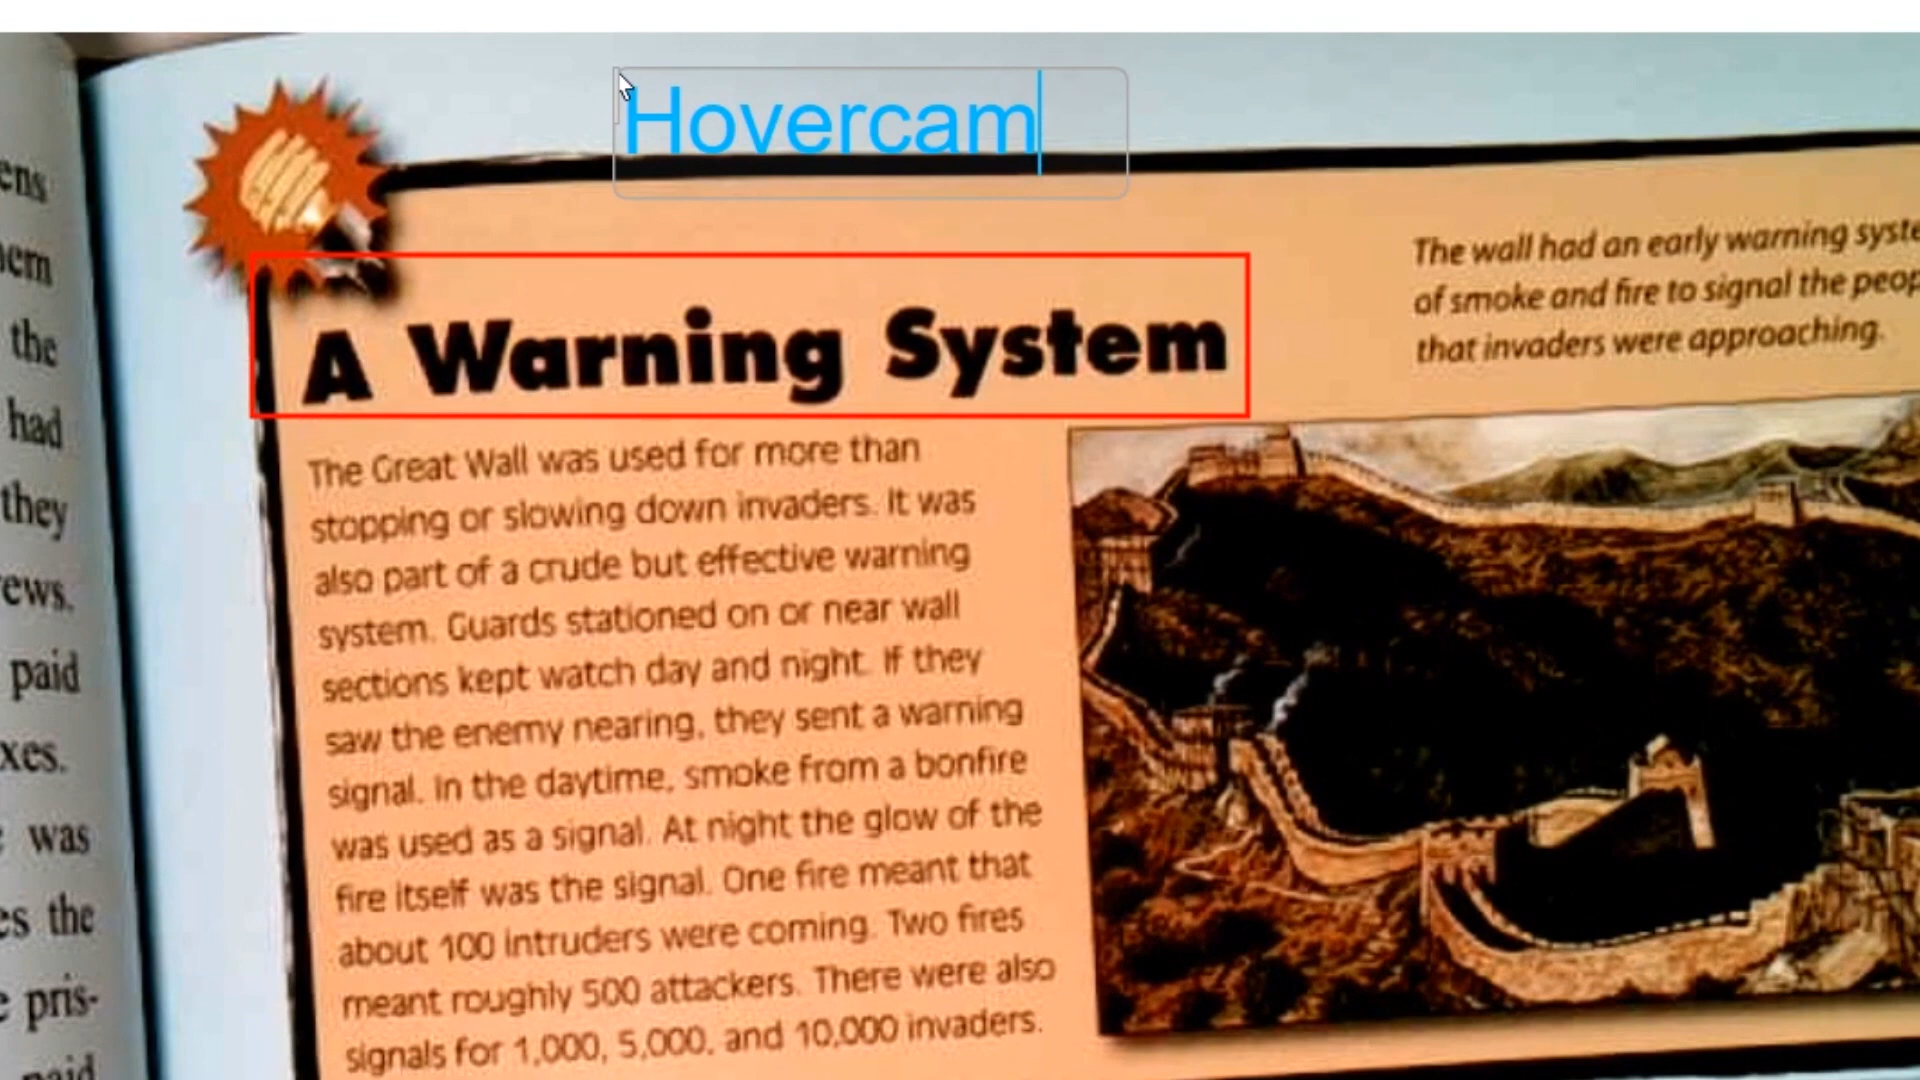 Hovercam
ens
the
had
they
paid
was
the
pris-
paid
A Warning System
The Great Wall was used for more than
stopping or slowing down invaders. It was
also part of a crude but effective warning
system. Guards stationed on or near wall
sections kept watch day and night. If they
saw the enemy nearing, they sent a warning
signal. In the daytime, smoke from a bonfire
was used as a signal. At night the glow of the
fire itself was the signal. One fire meant that
about 100 intruders were coming. Two fires
meant roughly 500 attackers. There were also
signals for 1,000, 5,000, and 10,000 invaders.
The wall had an early warning syste
of smoke and fire to signal the peop
that invaders were approaching.